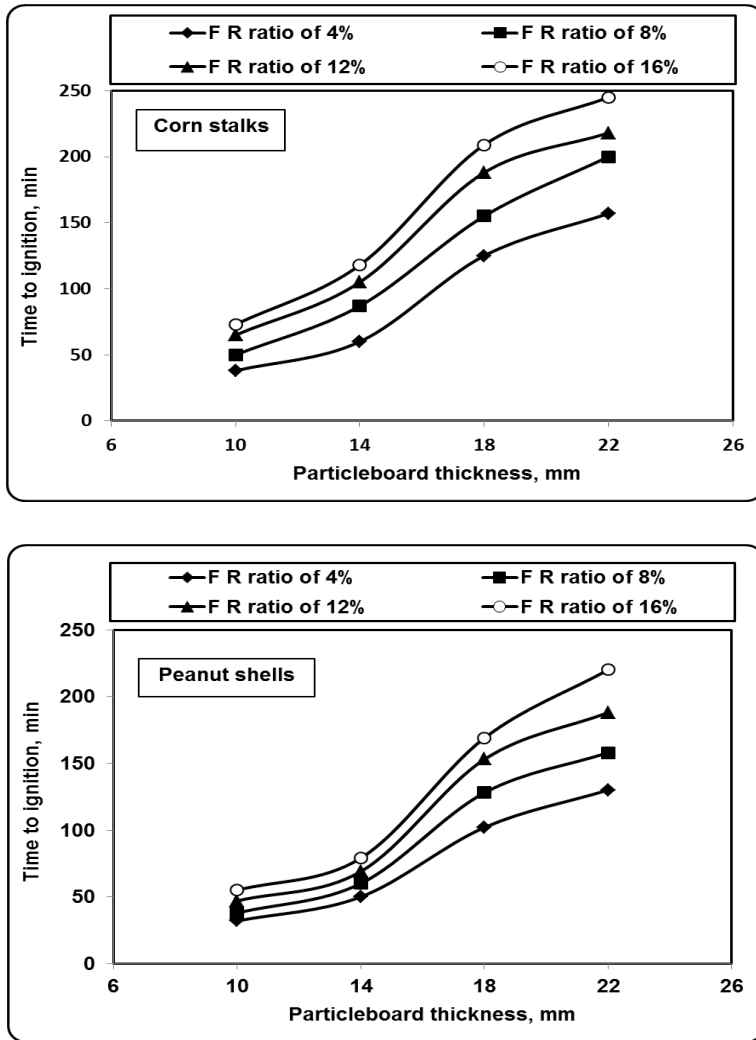 F R ratio of 4% F R ratio of 8%
F R ratio of 12% F R ratio of 16%
250
Corn stalks
200
150
100
50
0
Time to ignition, min
6 10 14 18 22 26
Particleboard thickness, mm
F R ratio of 4% F R ratio of 8%
F R ratio of 12% F R ratio of 16%
250
Peanut shells
200
150
100
50
0
Time to ignition, min
6 10 14 18 22 26
Particleboard thickness, mm